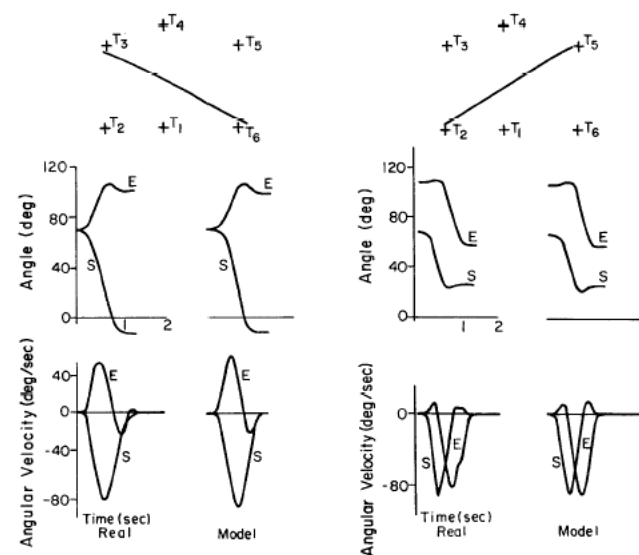 T4
T3
T5
T2
T1
T6
120
80
40
0
Angle (deg)
E
S
1
2
E
S
40
0
-40
-80
Angular Velocity (deg/sec)
E
S
Time (sec)
Real
E
S
Model
T4
T3
T5
T2
T1
T6
120
80
40
0
Angle (deg)
E
S
1
2
E
S
0
-80
Angular Velocity (deg/sec)
S
E
Time (sec)
Real
S
E
Model